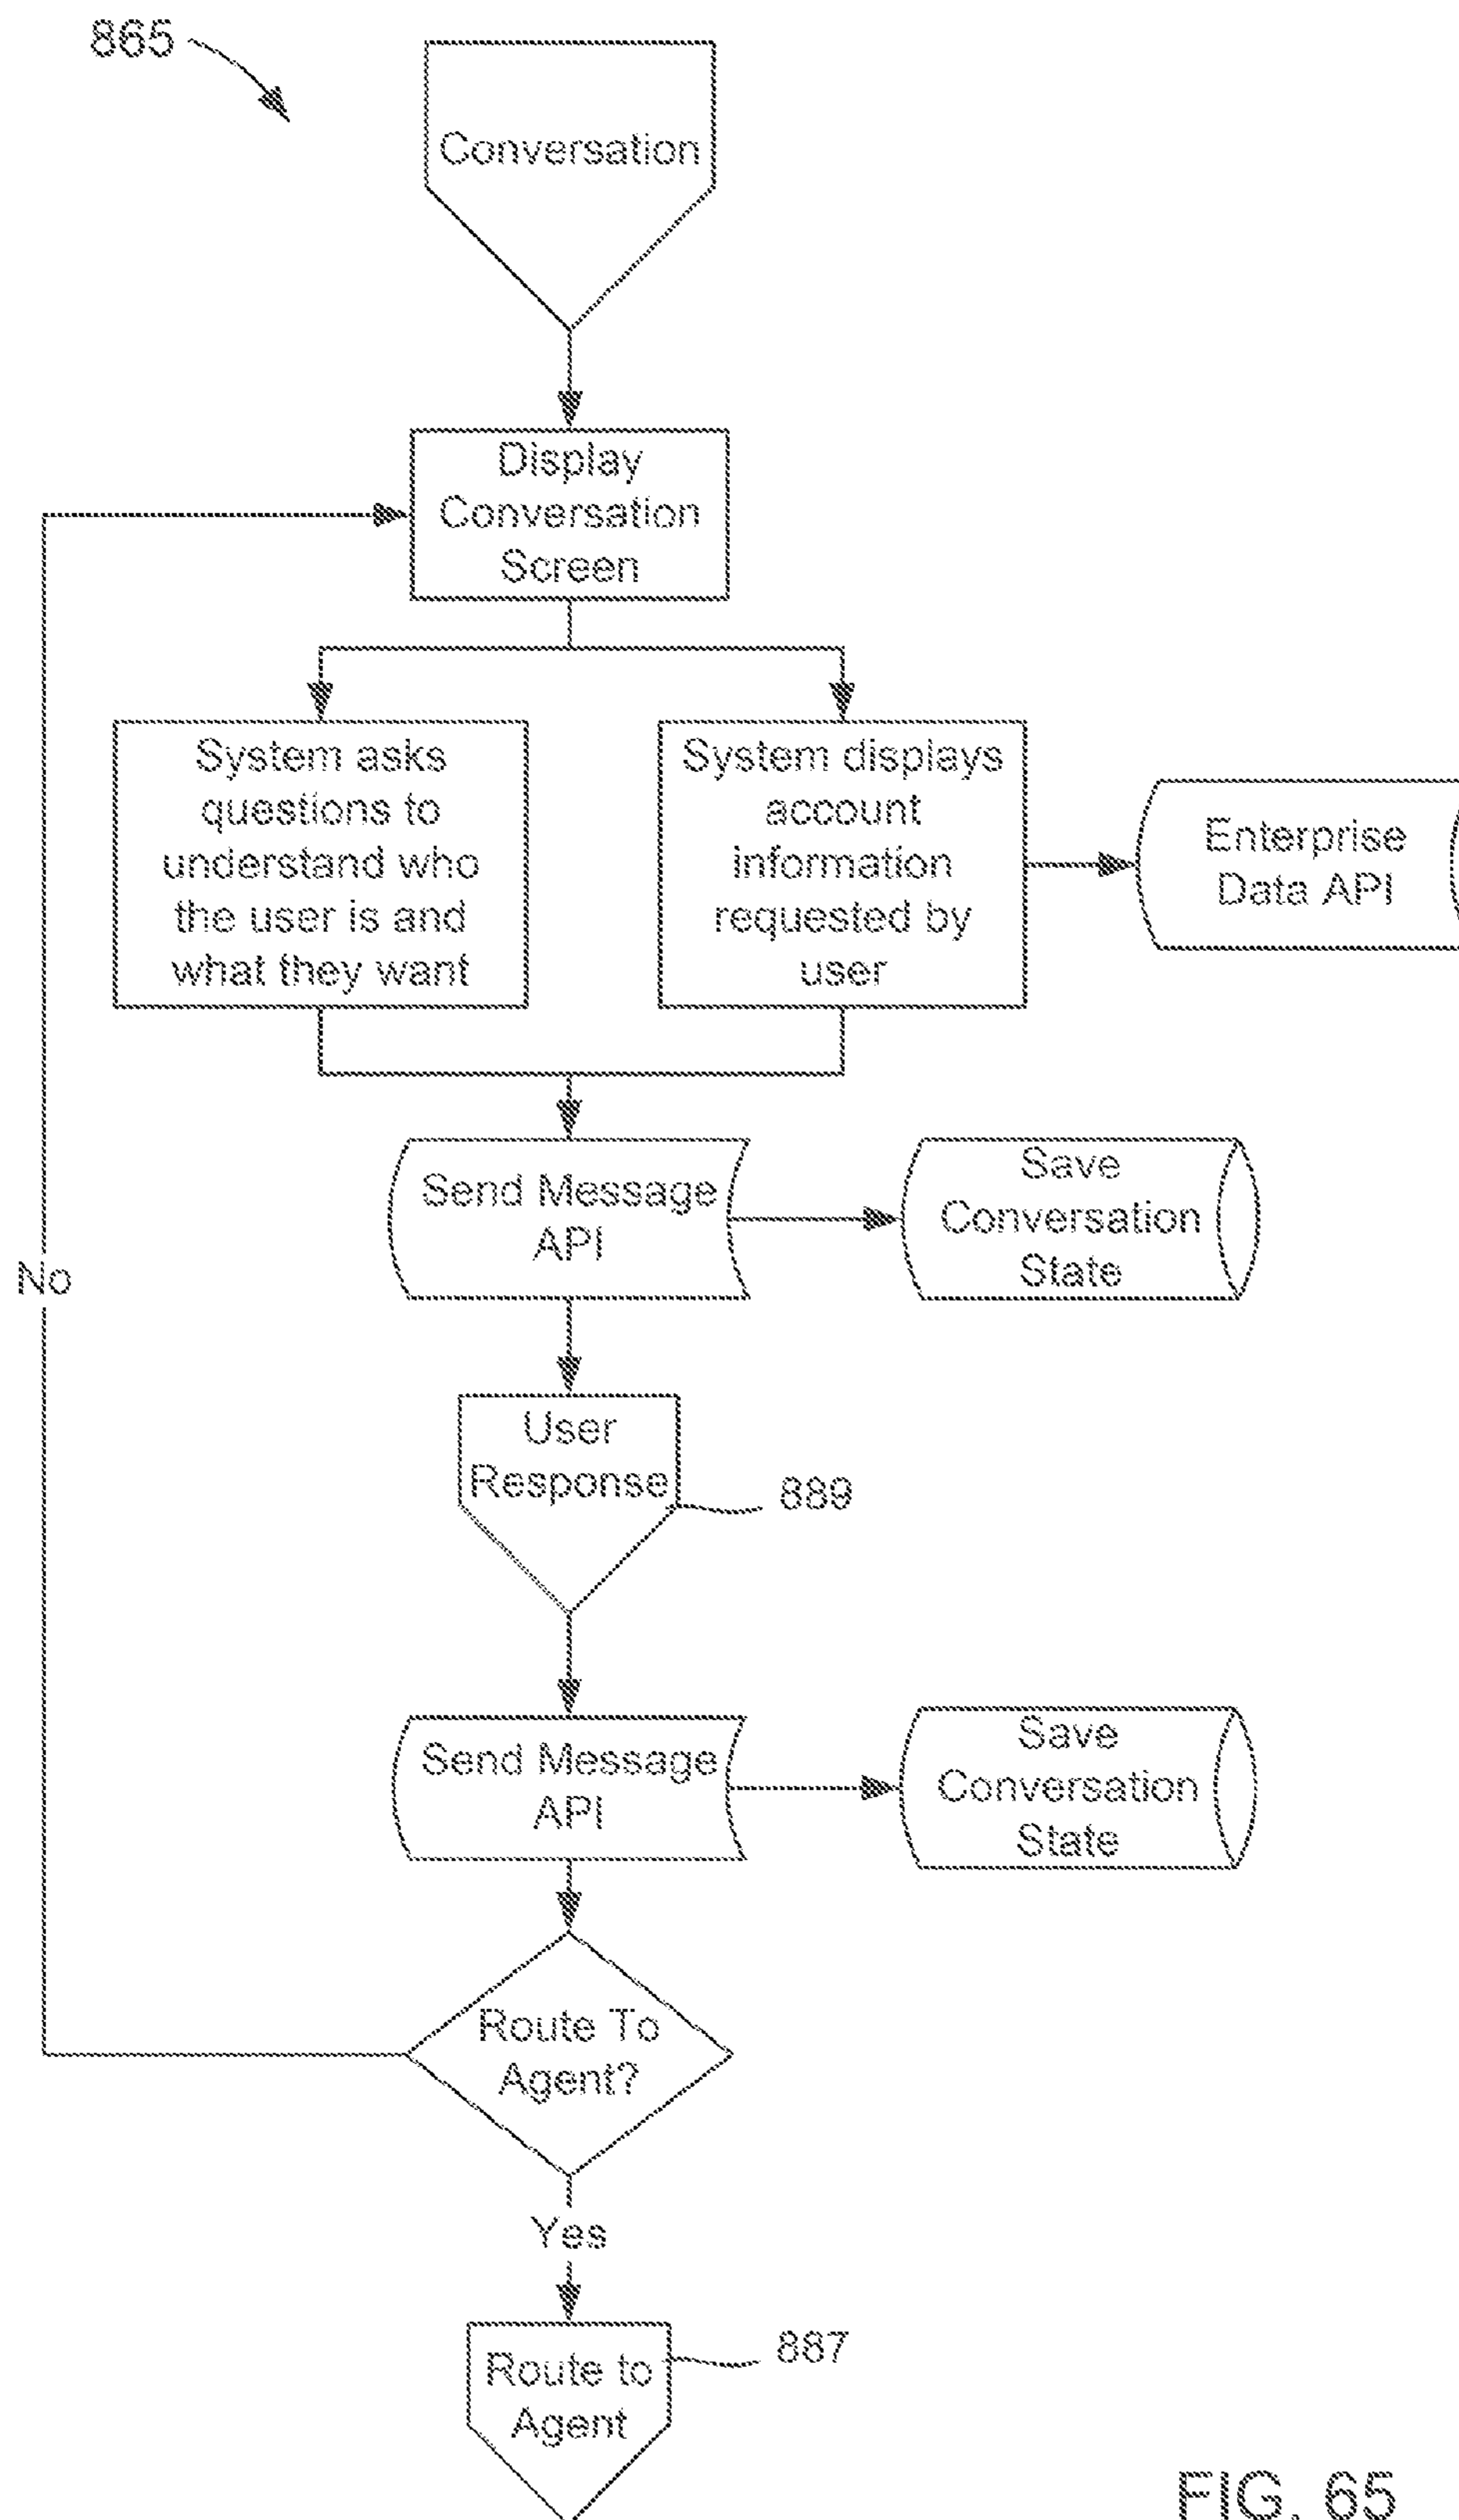 865
Conversation
Display
Conversation
Screen
System asks
questions to
understand who
the user is and
what they want
System displays
account
information
requested by
user
Enterprise
Data API
Send Message
API
Save
Conversation
State
No
User
Response
889
Send Message
API
Save
Conversation
State
Route To
Agent?
Yes
Route to
Agent
887
FIG. 65